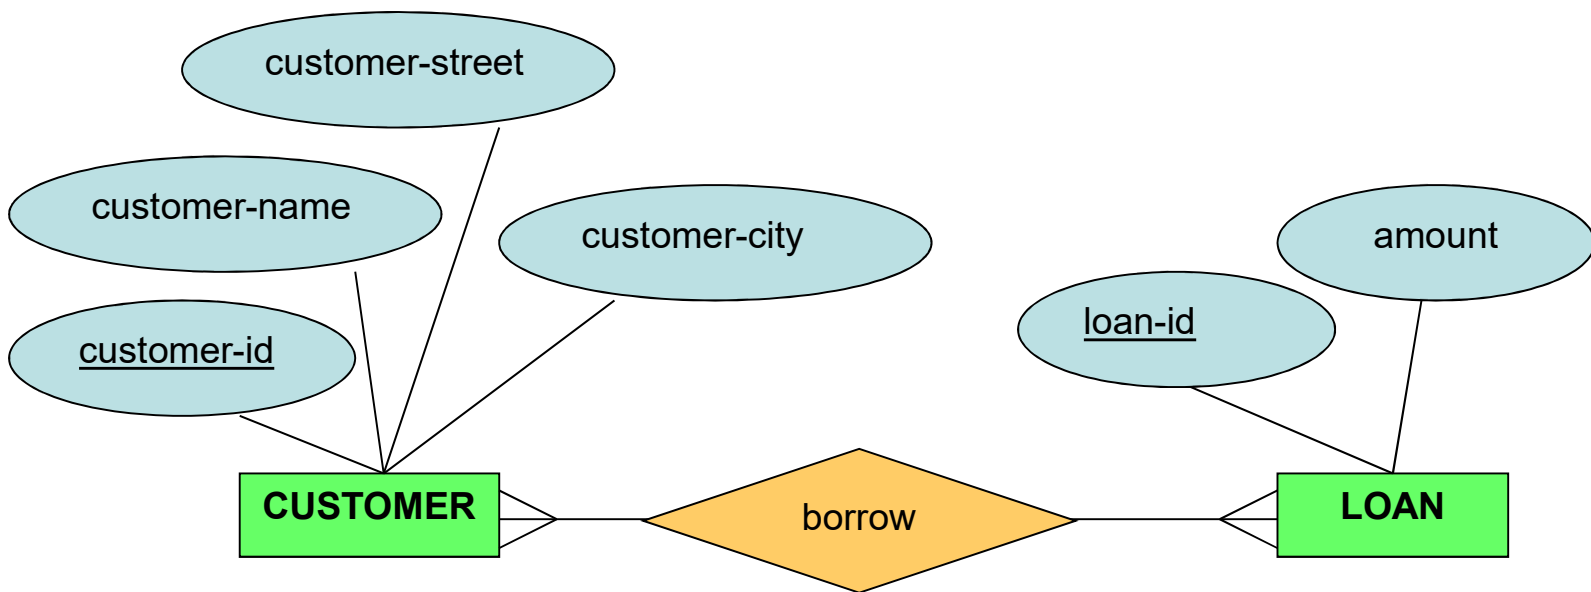 customer-street
customer-name
customer-city
amount
customer-id
loan-id
CUSTOMER
borrow
LOAN